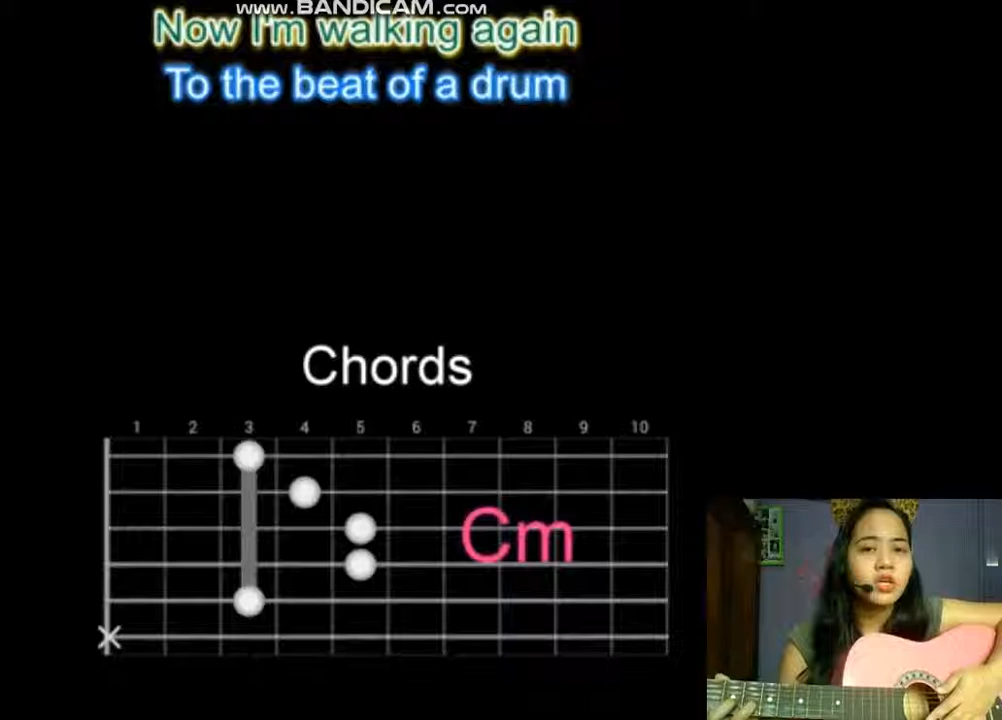 www.BANDICAM.com
Now I'm walking again
To the beat of a drum
Chords
1 2 3 4 5 6 7 8 9 10
Cm